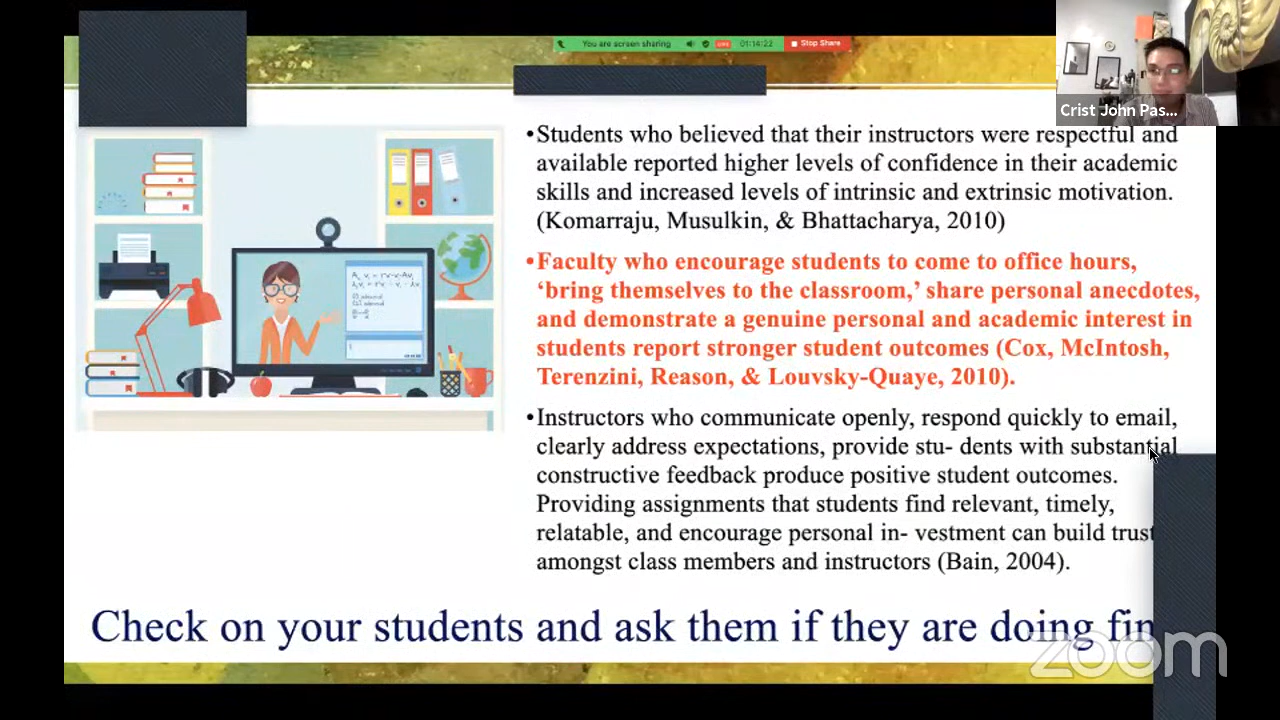 You are screen sharing
LIVE
01:14:22
Stop Share
Crist John Pas...
•Students who believed that their instructors were respectful and
available reported higher levels of confidence in their academic
skills and increased levels of intrinsic and extrinsic motivation.
(Komarraju, Musulkin, & Bhattacharya, 2010)
•Faculty who encourage students to come to office hours,
‘bring themselves to the classroom,’ share personal anecdotes,
and demonstrate a genuine personal and academic interest in
students report stronger student outcomes (Cox, McIntosh,
Terenzini, Reason, & Louvsky-Quaye, 2010).
•Instructors who communicate openly, respond quickly to email,
clearly address expectations, provide stu- dents with substantial
constructive feedback produce positive student outcomes.
Providing assignments that students find relevant, timely,
relatable, and encourage personal in- vestment can build trust
amongst class members and instructors (Bain, 2004).
Check on your students and ask them if they are doing fin
zoom